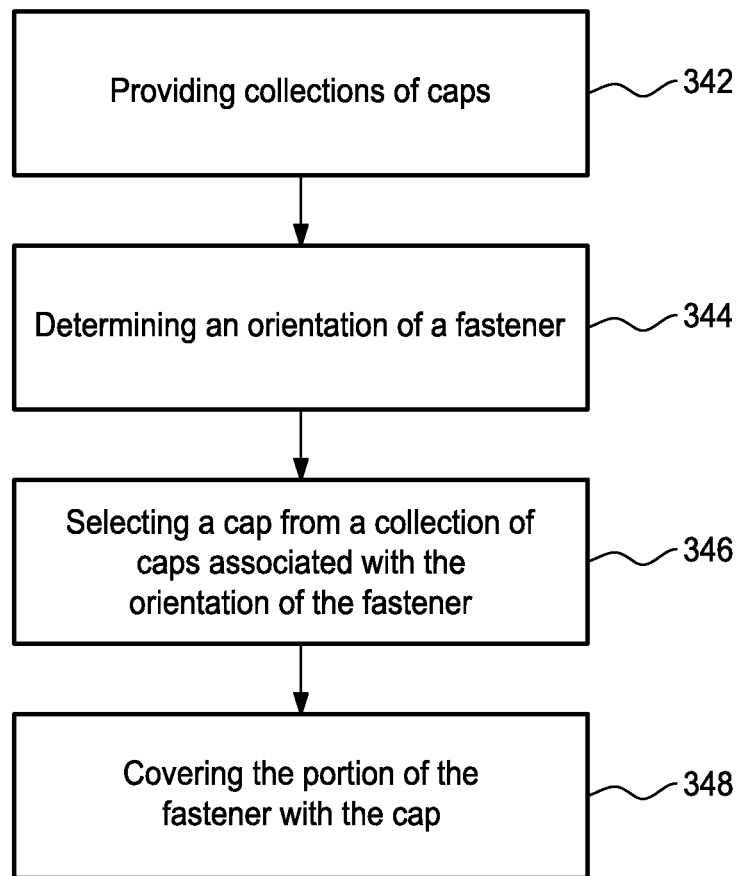 Providing collections of caps
342
Determining an orientation of a fastener
344
Selecting a cap from a collection of
caps associated with the
orientation of the fastener
346
Covering the portion of the
fastener with the cap
348